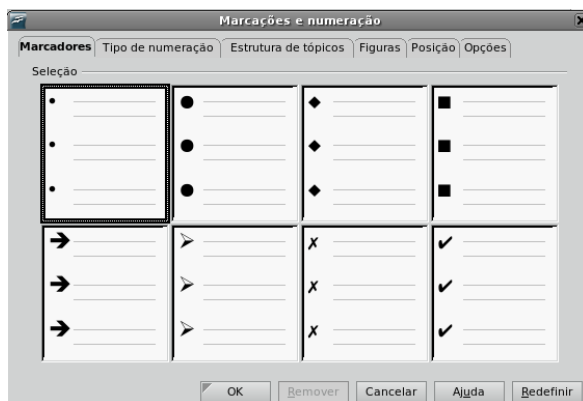 Marcações e numeração
Marcadores Tipo de numeração Estrutura de tópicos Figuras Posição Opções
Seleção
OK Remover Cancelar Ajuda Redefinir